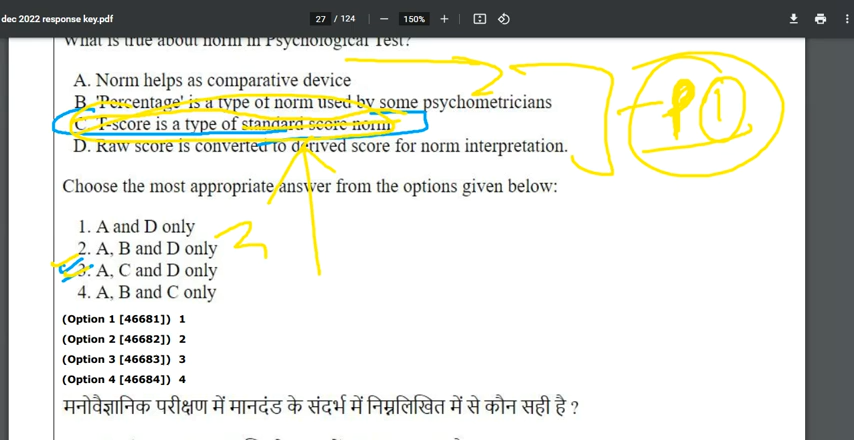 dec 2022 response key.pdf
27 / 124
150%
What is true about norm in Psychological Test?
A. Norm helps as comparative device
B. 'Percentage' is a type of norm used by some psychometricians
C. T-score is a type of standard score norm
D. Raw score is converted to derived score for norm interpretation.
Choose the most appropriate answer from the options given below:
1. A and D only
2. A, B and D only
3. A, C and D only
4. A, B and C only
(Option 1 [46681]) 1
(Option 2 [46682]) 2
(Option 3 [46683]) 3
(Option 4 [46684]) 4
मनोवैज्ञानिक परीक्षण में मानदंड के संदर्भ में निम्नलिखित में से कौन सही है ?